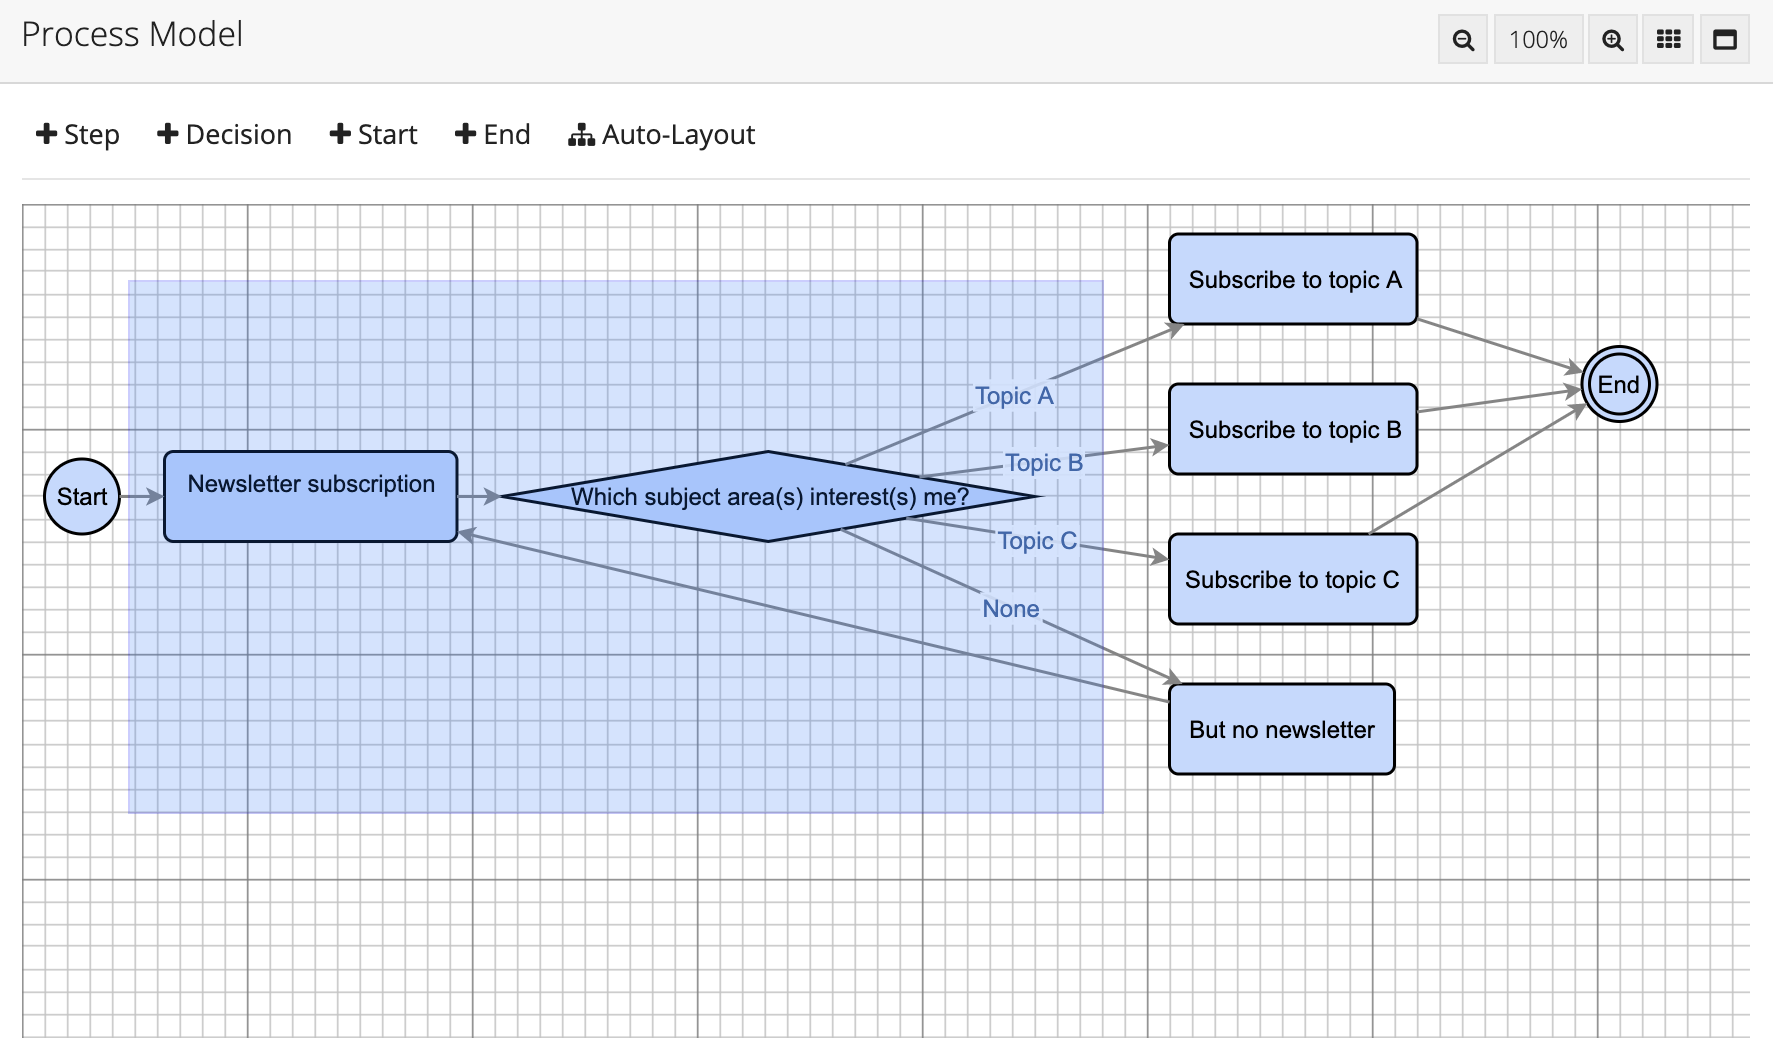 Process Model
100%
Step
Decision
Start
End
Auto-Layout
Subscribe to topic A
Topic A
End
Subscribe to topic B
Topic B
Start
Newsletter subscription
Which subject area(s) interest(s) me?
Topic C
Subscribe to topic C
None
But no newsletter